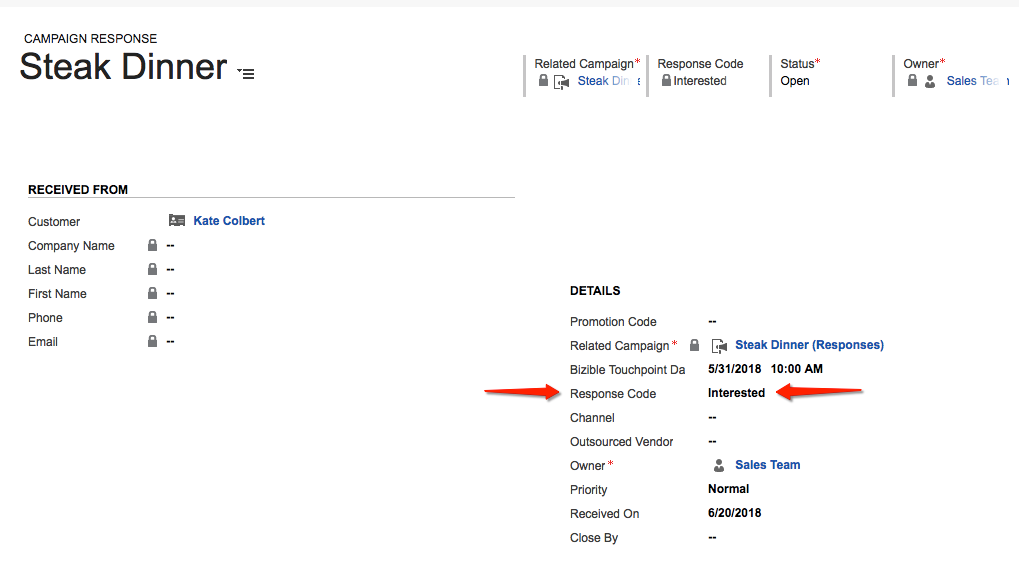 CAMPAIGN RESPONSE
Steak Dinner
Related Campaign*
Steak Din
Response Code
Interested
Status*
Open
Owner*
Sales Team
RECEIVED FROM
Customer Kate Colbert
Company Name --
Last Name --
First Name --
Phone --
Email --
DETAILS
Promotion Code --
Related Campaign * Steak Dinner (Responses)
Bizible Touchpoint Da 5/31/2018 10:00 AM
Response Code Interested
Channel --
Outsourced Vendor --
Owner * Sales Team
Priority Normal
Received On 6/20/2018
Close By --